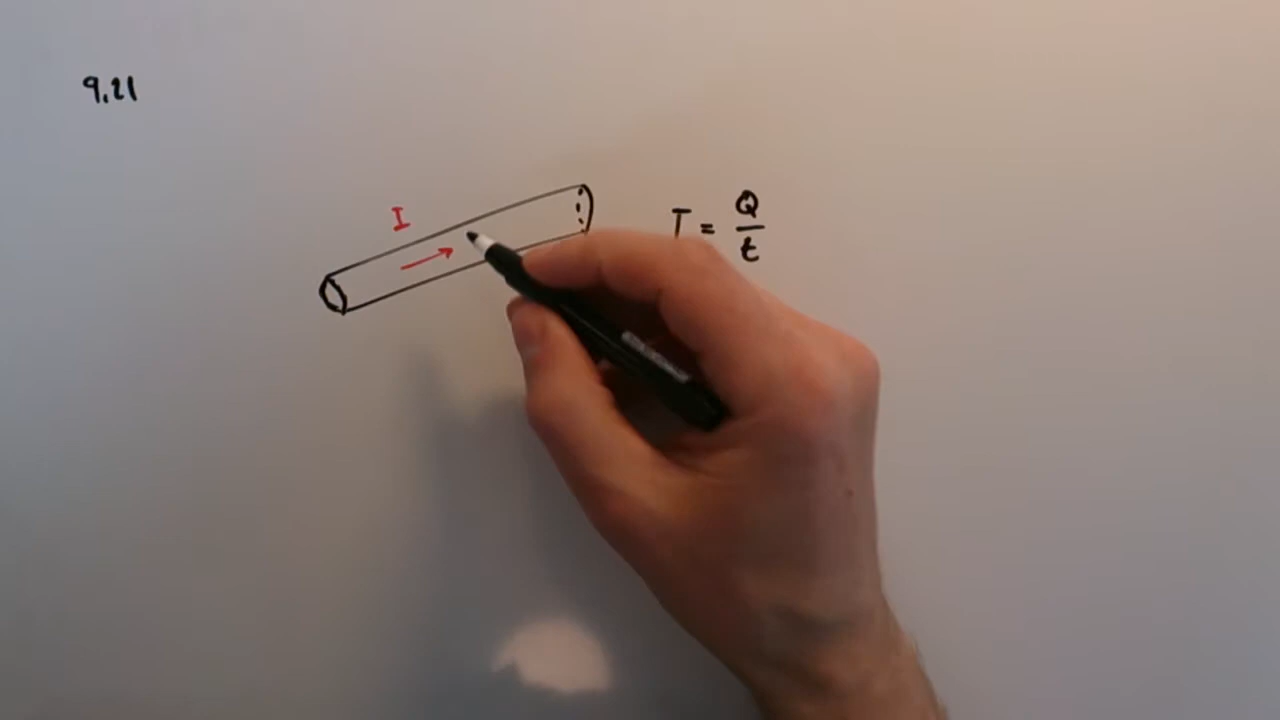 9.21
I
I = Q/t